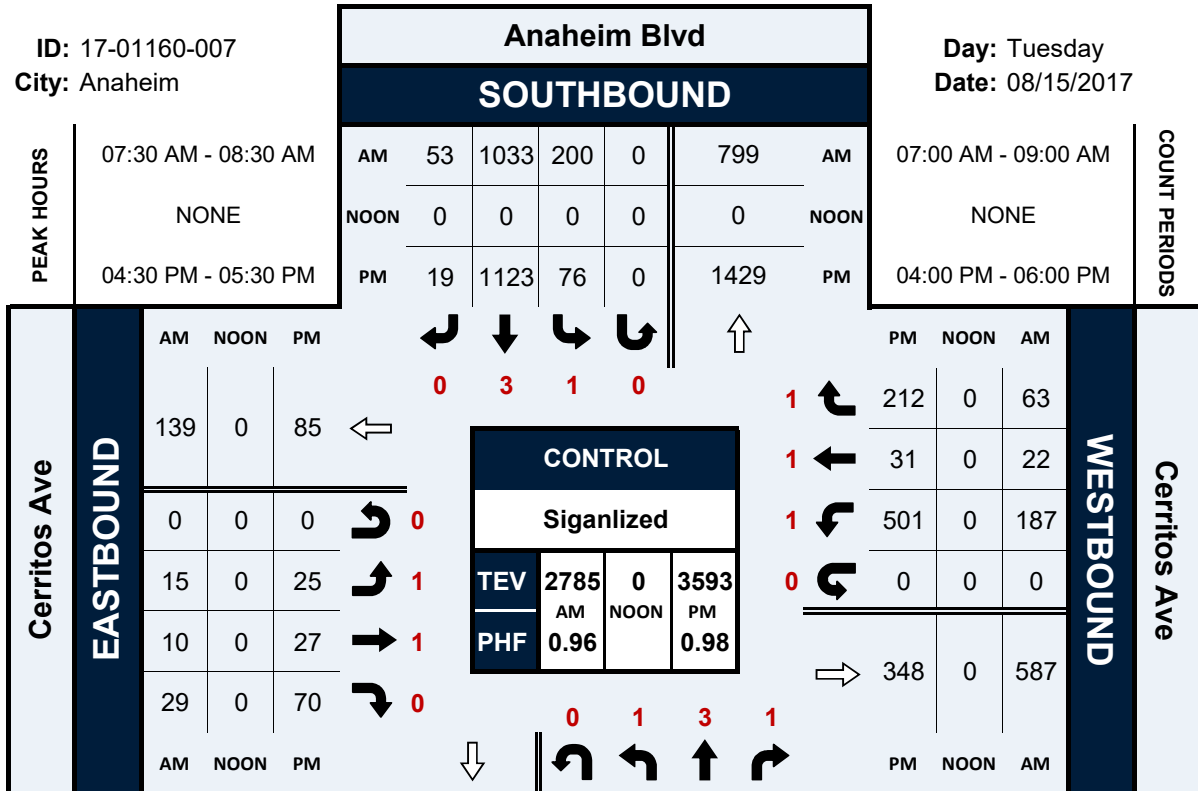 ID: 17-01160-007
City: Anaheim
Anaheim Blvd
SOUTHBOUND
Day: Tuesday
Date: 08/15/2017
PEAK HOURS
07:30 AM - 08:30 AM
NONE
04:30 PM - 05:30 PM
AM 53 1033 200 0 799 AM
NOON 0 0 0 0 0 NOON
PM 19 1123 76 0 1429 PM
07:00 AM - 09:00 AM
NONE
04:00 PM - 06:00 PM
COUNT PERIODS
0 3 1 0
Cerritos Ave
EASTBOUND
AM NOON PM
139 0 85
0 0 0 0
15 0 25 1
10 0 27 1
29 0 70 0
AM NOON PM
CONTROL
Siganlized
TEV 2785 0 3593
AM NOON PM
PHF 0.96 0.98
PM NOON AM
1 212 0 63
1 31 0 22
1 501 0 187
0 0 0 0
348 0 587
PM NOON AM
WESTBOUND
Cerritos Ave
0 1 3 1